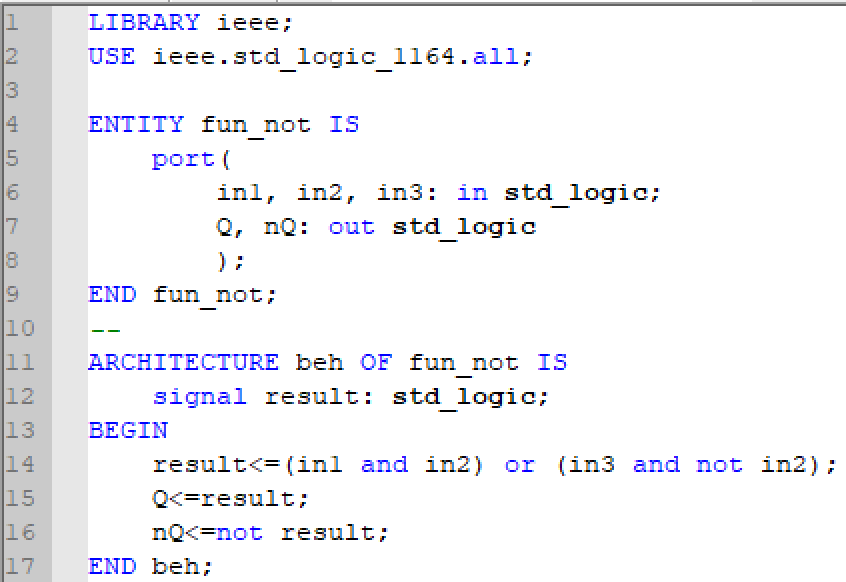 1 LIBRARY ieee;
2 USE ieee.std_logic_1164.all;
3
4 ENTITY fun_not IS
5 port(
6 in1, in2, in3: in std_logic;
7 Q, nQ: out std_logic
8 );
9 END fun_not;
10 --
11 ARCHITECTURE beh OF fun_not IS
12 signal result: std_logic;
13 BEGIN
14 result<=(in1 and in2) or (in3 and not in2);
15 Q<=result;
16 nQ<=not result;
17 END beh;